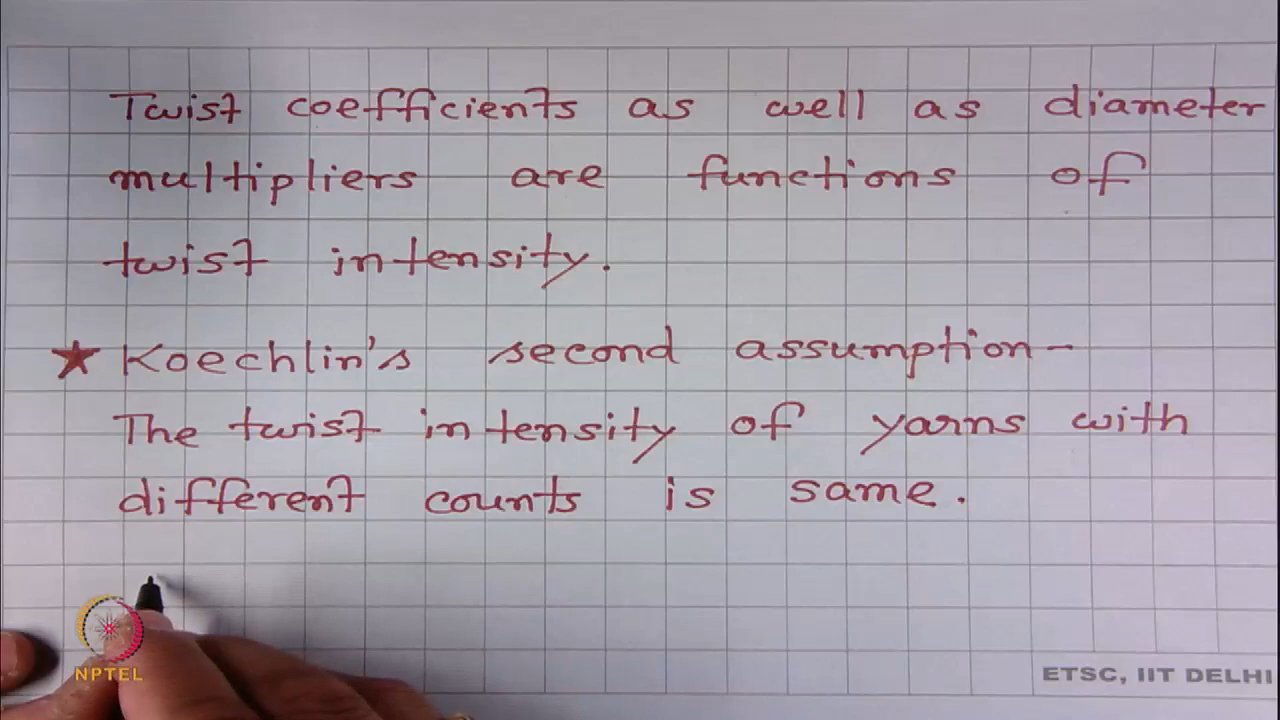 Twist coefficients as well as diameter
multipliers are functions of
twist intensity.
★ Koechlin's second assumption-
The twist intensity of yarns with
different counts is same.
NPTEL
ETSC, IIT DELHI